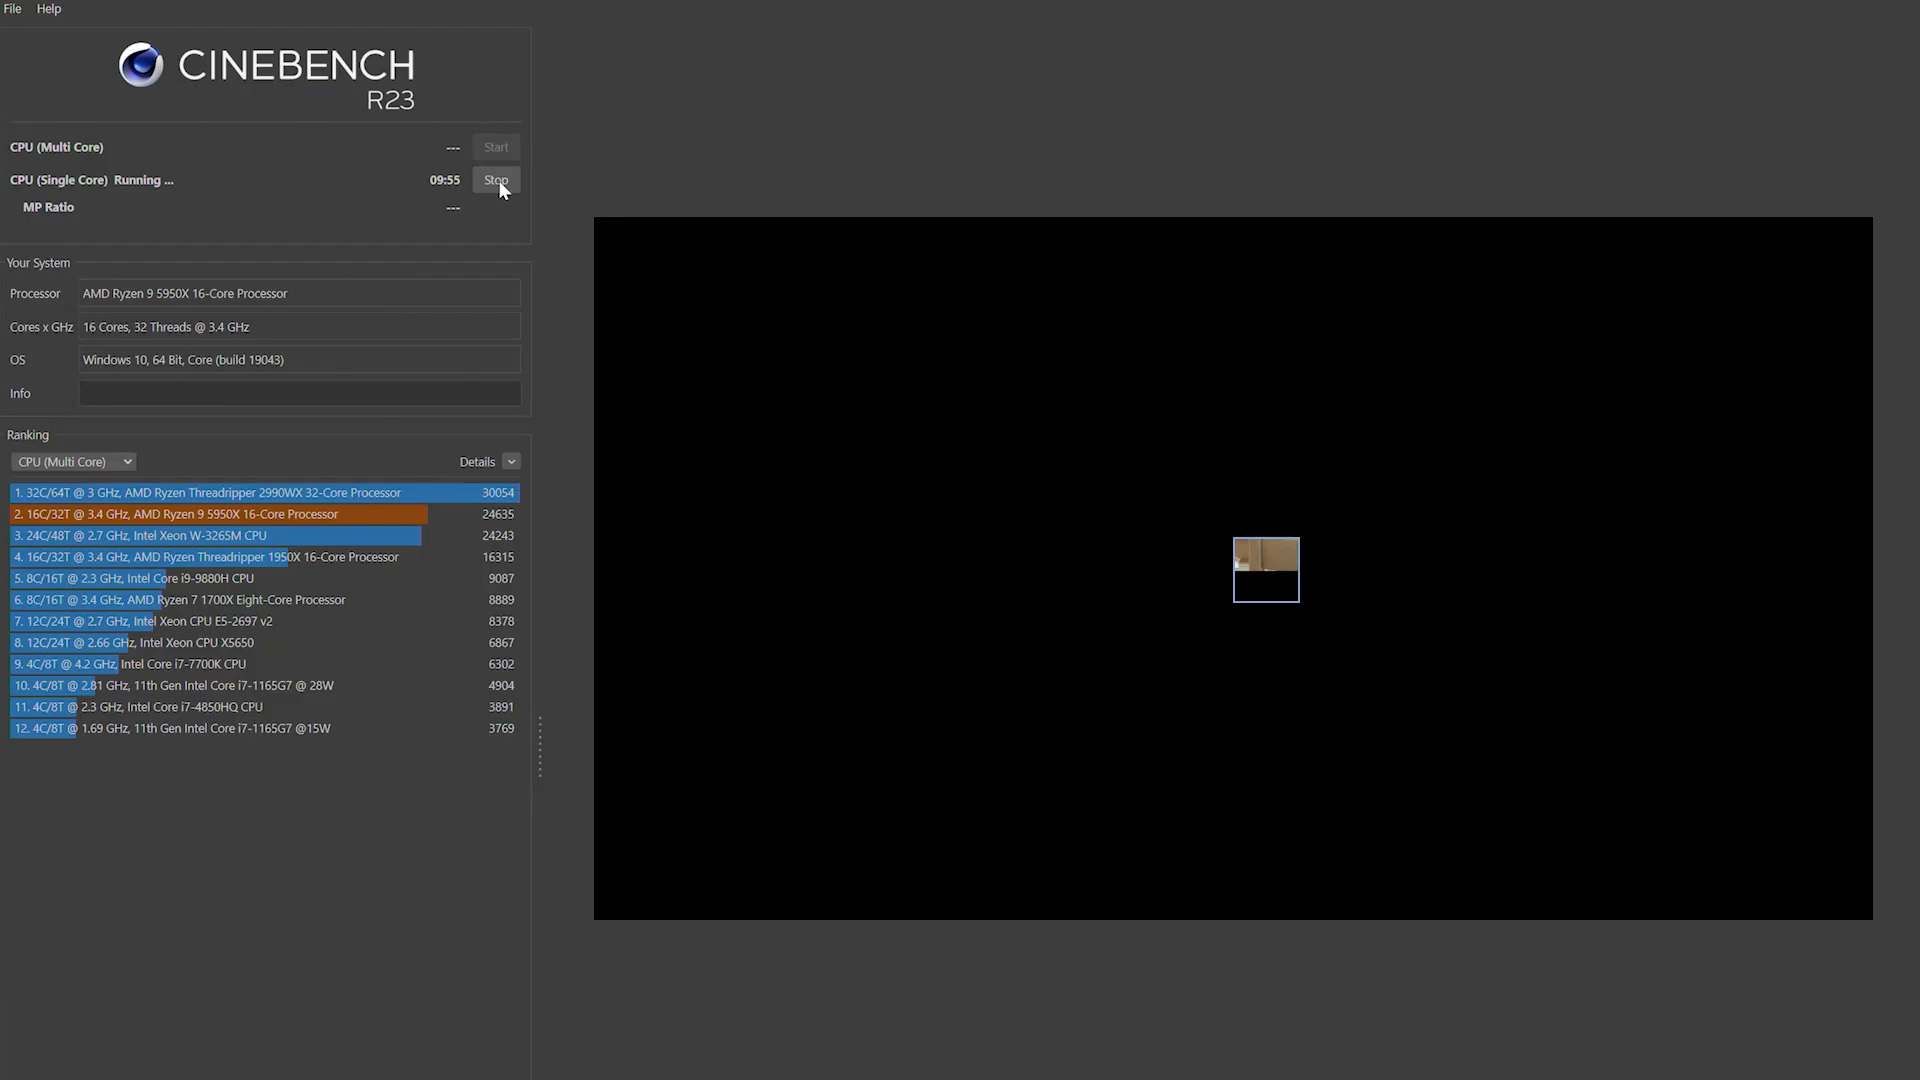 File Help
CINEBENCH
R23
CPU (Multi Core) --- Start
CPU (Single Core) Running ... 09:55 Stop
MP Ratio ---
Your System
Processor AMD Ryzen 9 5950X 16-Core Processor
Cores x GHz 16 Cores, 32 Threads @ 3.4 GHz
OS Windows 10, 64 Bit, Core (build 19043)
Info
Ranking
CPU (Multi Core) Details
1. 32C/64T @ 3 GHz, AMD Ryzen Threadripper 2990WX 32-Core Processor 30054
2. 16C/32T @ 3.4 GHz, AMD Ryzen 9 5950X 16-Core Processor 24635
3. 24C/48T @ 2.7 GHz, Intel Xeon W-3265M CPU 24243
4. 16C/32T @ 3.4 GHz, AMD Ryzen Threadripper 1950X 16-Core Processor 16315
5. 8C/16T @ 2.3 GHz, Intel Core i9-9880H CPU 9087
6. 8C/16T @ 3.4 GHz, AMD Ryzen 7 1700X Eight-Core Processor 8889
7. 12C/24T @ 2.7 GHz, Intel Xeon CPU E5-2697 v2 8378
8. 12C/24T @ 2.66 GHz, Intel Xeon CPU X5650 6867
9. 4C/8T @ 4.2 GHz, Intel Core i7-7700K CPU 6302
10. 4C/8T @ 2.81 GHz, 11th Gen Intel Core i7-1165G7 @ 28W 4904
11. 4C/8T @ 2.3 GHz, Intel Core i7-4850HQ CPU 3891
12. 4C/8T @ 1.69 GHz, 11th Gen Intel Core i7-1165G7 @15W 3769